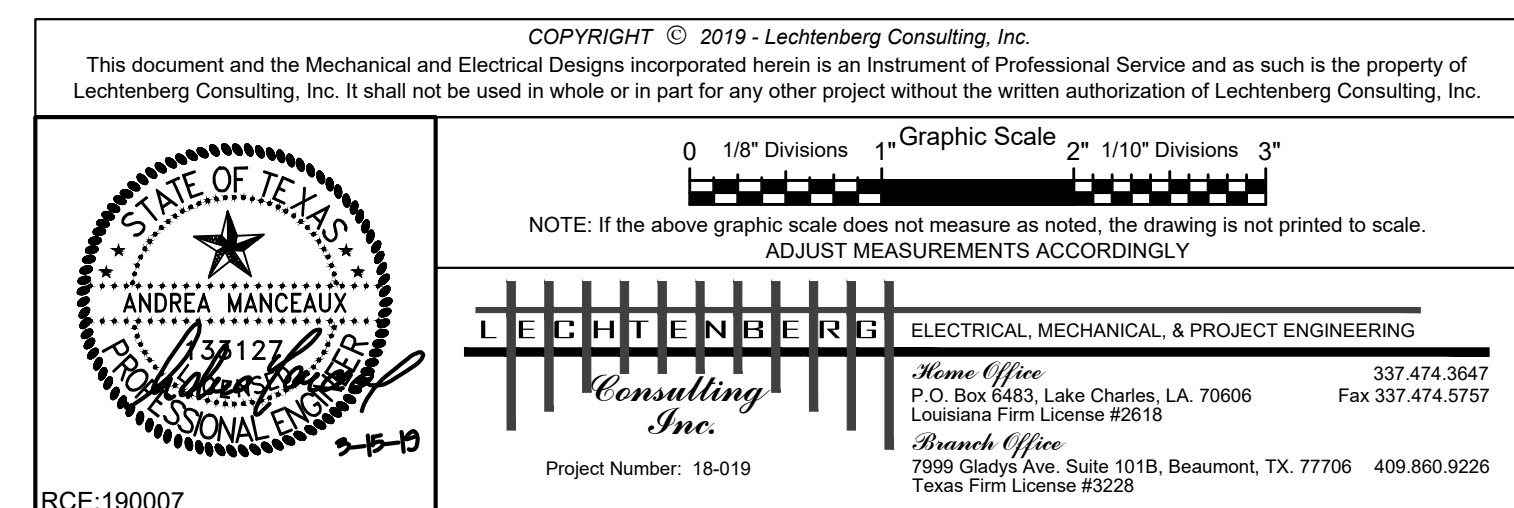 COPYRIGHT © 2019 - Lechtenberg Consulting, Inc.
This document and the Mechanical and Electrical Designs incorporated herein is an Instrument of Professional Service and as such is the property of
Lechtenberg Consulting, Inc. It shall not be used in whole or in part for any other project without the written authorization of Lechtenberg Consulting, Inc.
STATE OF TEXAS
ANDREA MANCEAUX
133127
LICENSED
PROFESSIONAL ENGINEER
3-15-19
RCE:190007
Graphic Scale
0 1/8" Divisions 1" 2" 1/10" Divisions 3"
NOTE: If the above graphic scale does not measure as noted, the drawing is not printed to scale.
ADJUST MEASUREMENTS ACCORDINGLY
LECHTENBERG
Consulting
Inc.
Project Number: 18-019
ELECTRICAL, MECHANICAL, & PROJECT ENGINEERING
Home Office 337.474.3647
P.O. Box 6483, Lake Charles, LA. 70606 Fax 337.474.5757
Louisiana Firm License #2618
Branch Office
7999 Gladys Ave. Suite 101B, Beaumont, TX. 77706 409.860.9226
Texas Firm License #3228